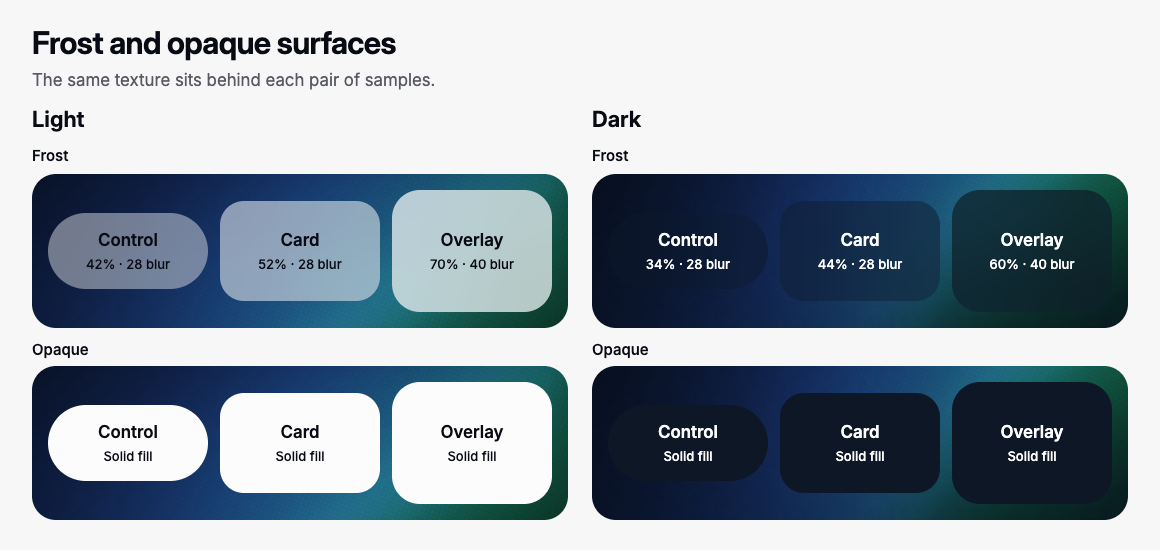 Frost and opaque surfaces
The same texture sits behind each pair of samples.
Light
Frost
Control
42% · 28 blur
Card
52% · 28 blur
Overlay
70% · 40 blur
Opaque
Control
Solid fill
Card
Solid fill
Overlay
Solid fill
Dark
Frost
Control
34% · 28 blur
Card
44% · 28 blur
Overlay
60% · 40 blur
Opaque
Control
Solid fill
Card
Solid fill
Overlay
Solid fill